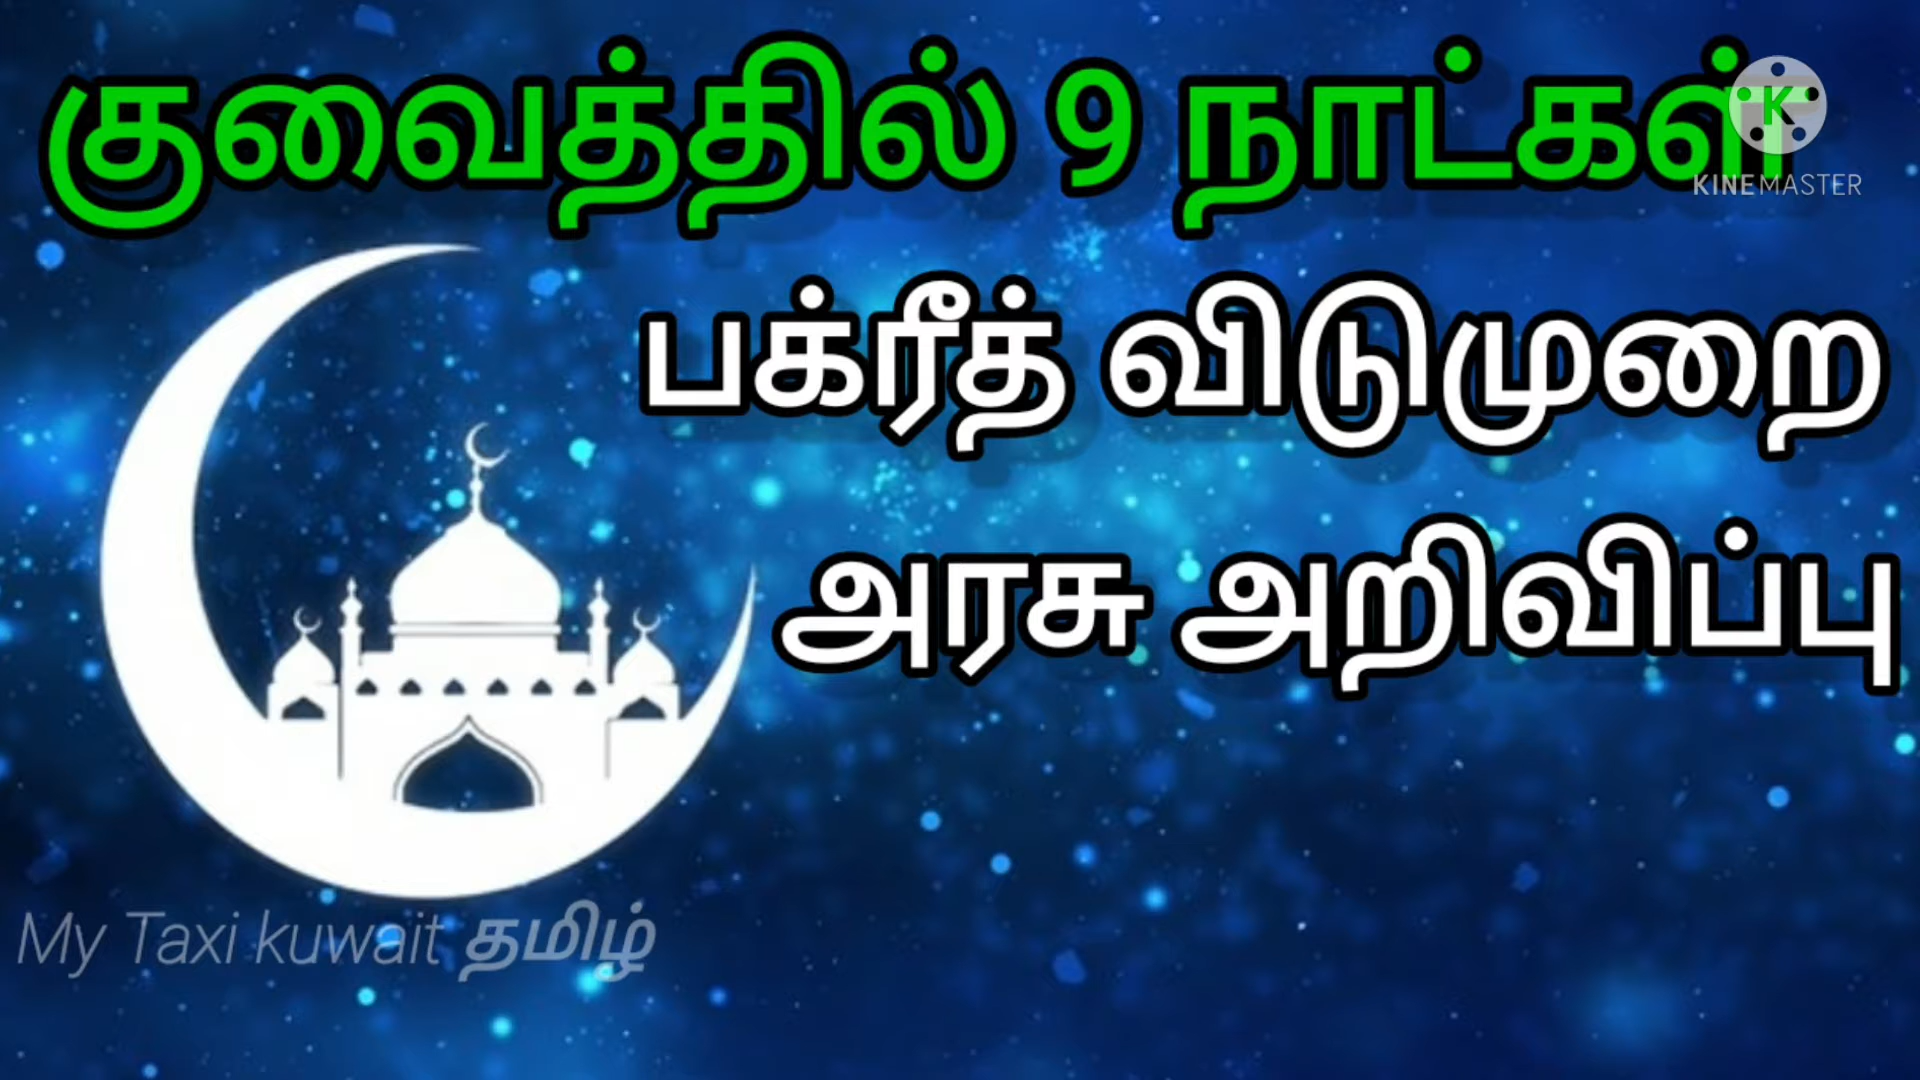 குவைத்தில் 9 நாட்கள்
KINEMASTER
பக்ரீத் விடுமுறை
அரசு அறிவிப்பு
My Taxi kuwait தமிழ்